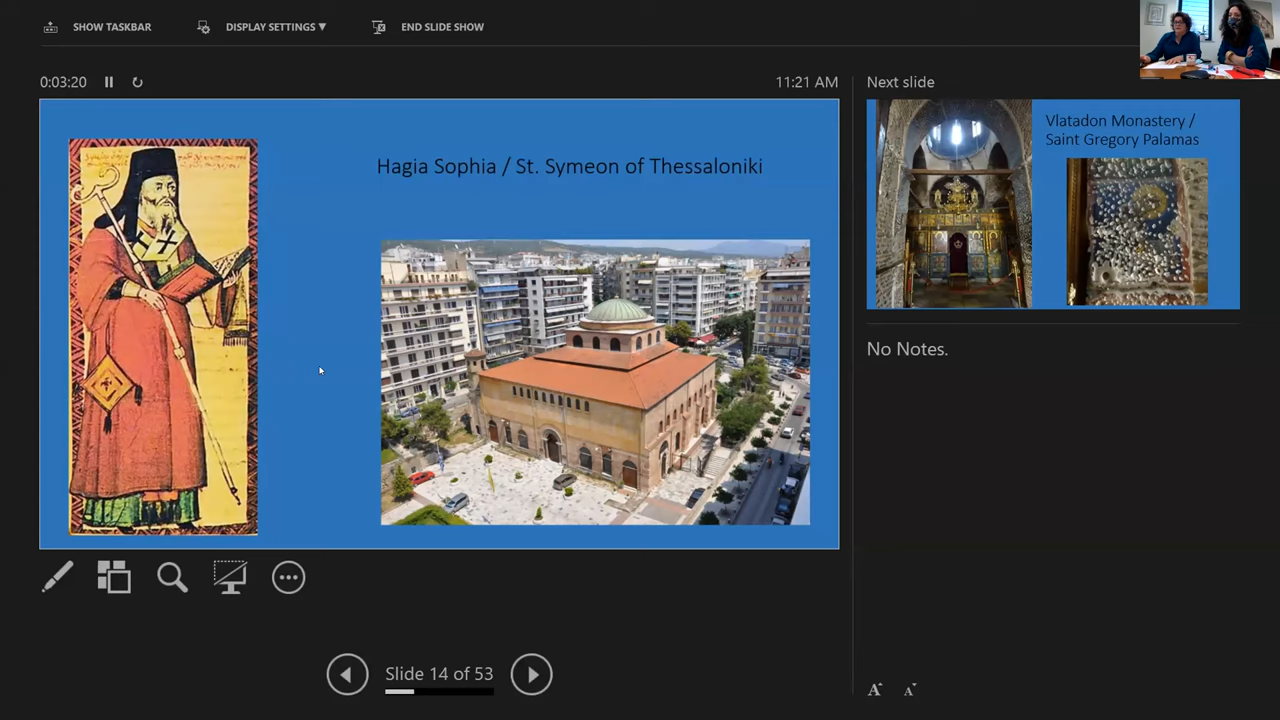 SHOW TASKBAR
DISPLAY SETTINGS ▼
END SLIDE SHOW
0:03:20
11:21 AM
Next slide
Hagia Sophia / St. Symeon of Thessaloniki
Vlatadon Monastery /
Saint Gregory Palamas
No Notes.
Slide 14 of 53
A
A